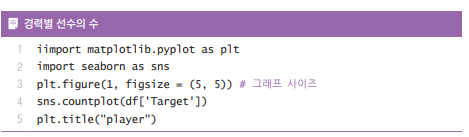 경력별 선수의 수
1 iimport matplotlib.pyplot as plt
2 import seaborn as sns
3 plt.figure(1, figsize = (5, 5)) # 그래프 사이즈
4 sns.countplot(df['Target'])
5 plt.title("player")